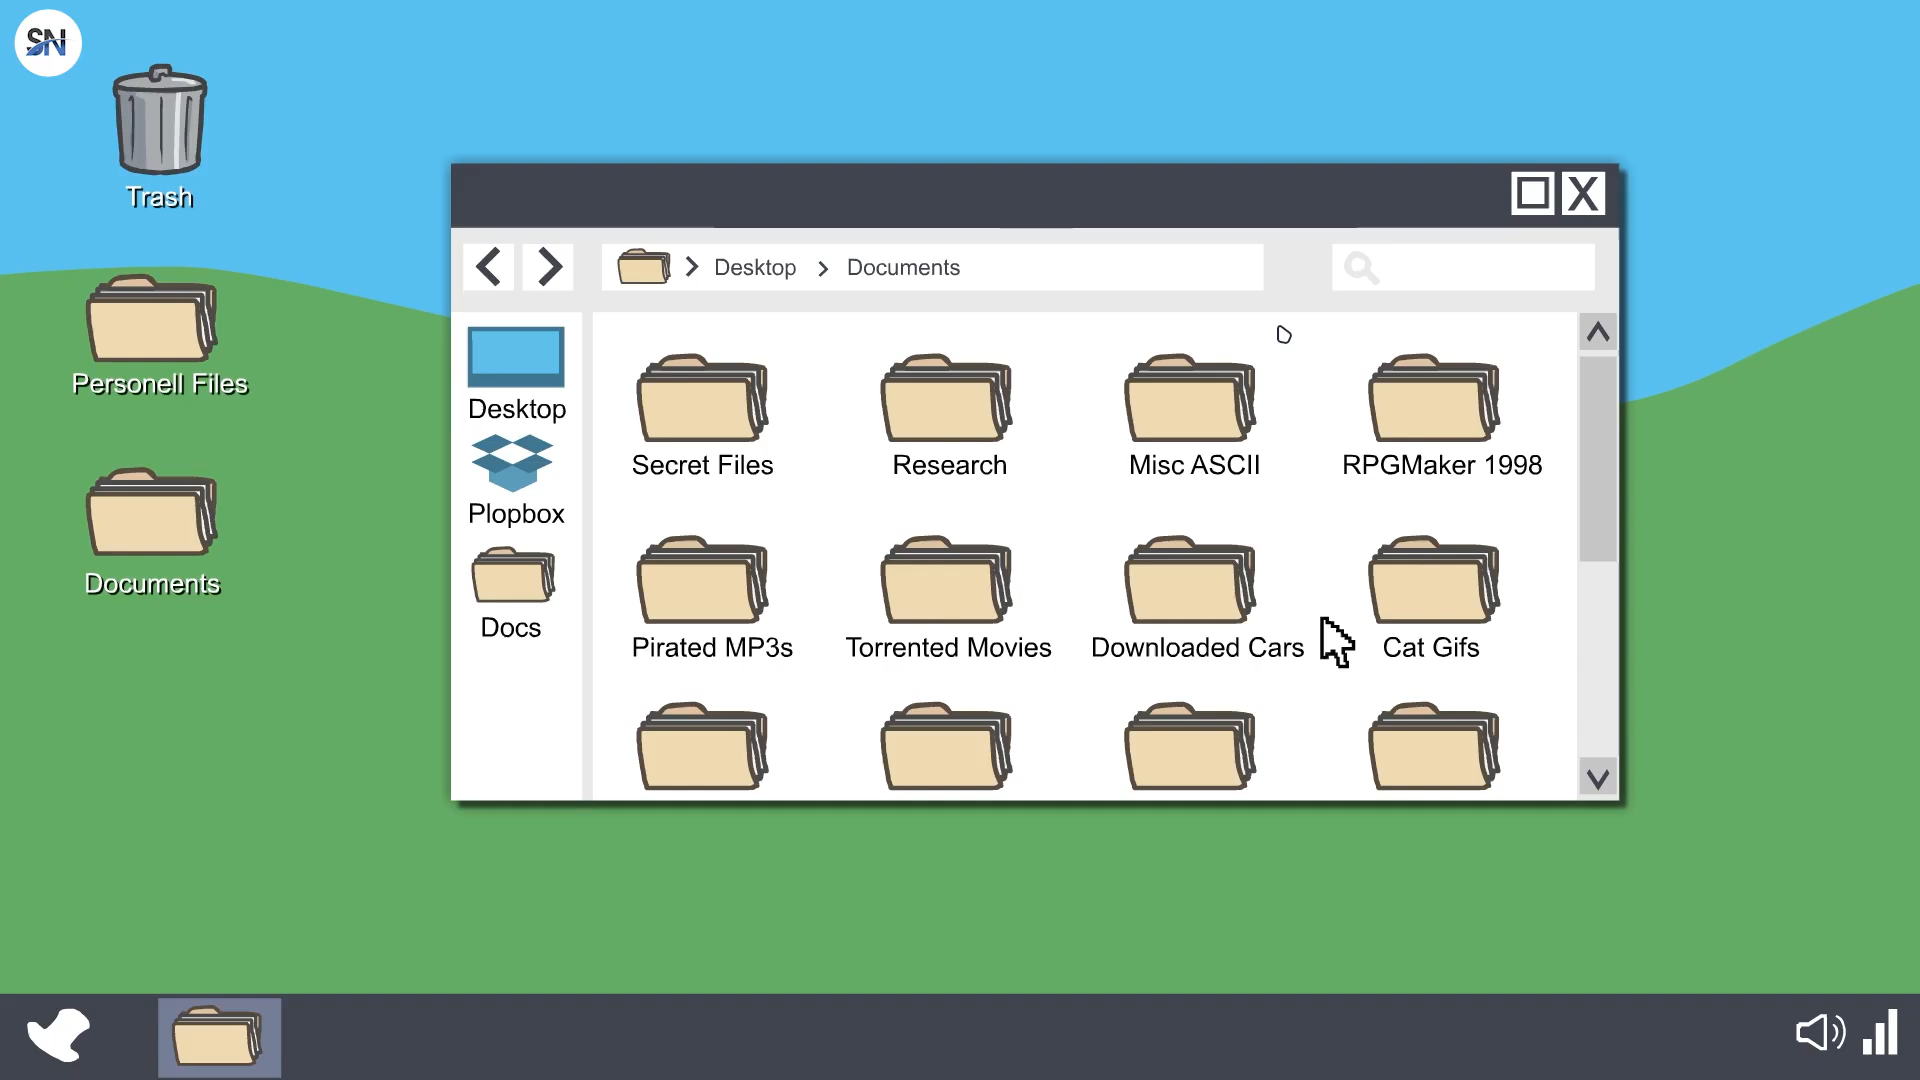 SN
Trash
Personell Files
Documents
X
Desktop
Documents
Desktop
Plopbox
Docs
Secret Files
Research
Misc ASCII
RPGMaker 1998
Pirated MP3s
Torrented Movies
Downloaded Cars
Cat Gifs